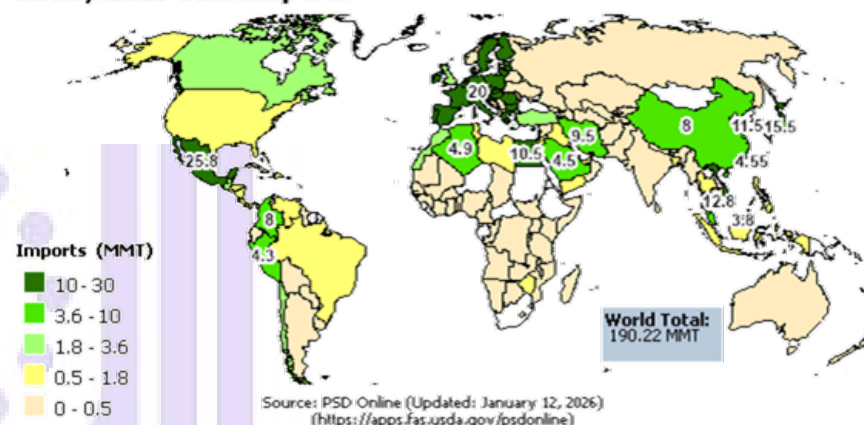 20
8
11.5
15.5
9.5
4.9
10.5
4.5
4.55
25.8
12.8
3.8
8
4.3
Imports (MMT)
10 - 30
3.6 - 10
1.8 - 3.6
0.5 - 1.8
0 - 0.5
World Total:
190.22 MMT
Source: PSD Online (Updated: January 12, 2026)
(https://apps.fas.usda.gov/psdonline)